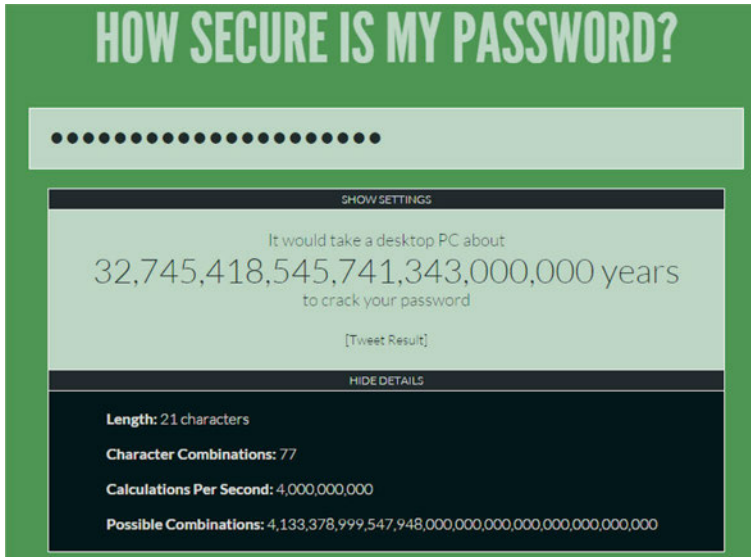 HOW SECURE IS MY PASSWORD?
SHOW SETTINGS
It would take a desktop PC about
32,745,418,545,741,343,000,000 years
to crack your password
[Tweet Result]
HIDE DETAILS
Length: 21 characters
Character Combinations: 77
Calculations Per Second: 4,000,000,000
Possible Combinations: 4,133,378,999,547,948,000,000,000,000,000,000,000,000